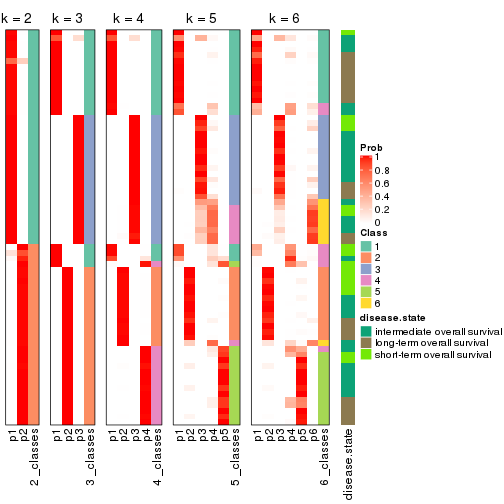 k = 2 k = 3 k = 4 k = 5 k = 6
Prob
1
0.8
0.6
0.4
0.2
0
Class
1
2
3
4
5
6
disease.state
intermediate overall survival
long-term overall survival
short-term overall survival
p1 p2 2_classes p1 p2 p3 3_classes p1 p2 p3 p4 4_classes p1 p2 p3 p4 p5 5_classes p1 p2 p3 p4 p5 p6 6_classes disease.state